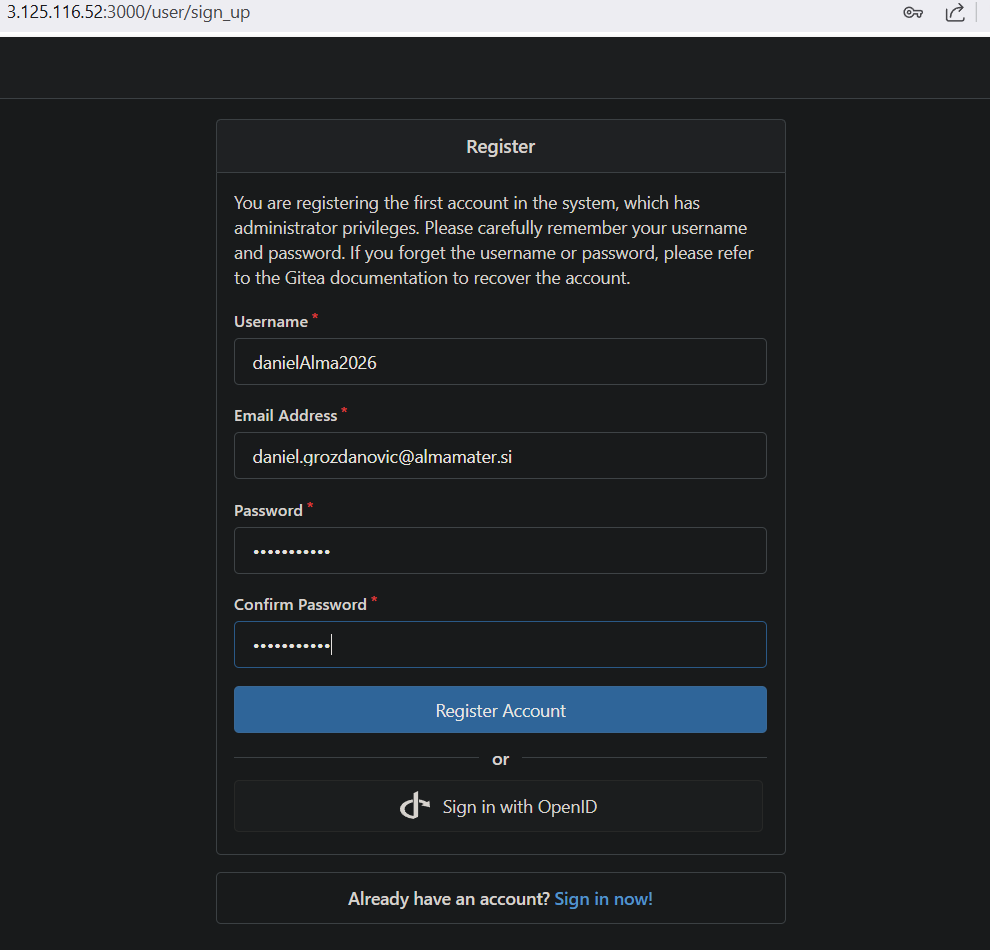 3.125.116.52:3000/user/sign_up
Register
You are registering the first account in the system, which has
administrator privileges. Please carefully remember your username
and password. If you forget the username or password, please refer
to the Gitea documentation to recover the account.
Username *
danielAlma2026
Email Address *
daniel.grozdanovic@almamater.si
Password *
•••••••••••
Confirm Password *
•••••••••••
Register Account
or
Sign in with OpenID
Already have an account? Sign in now!